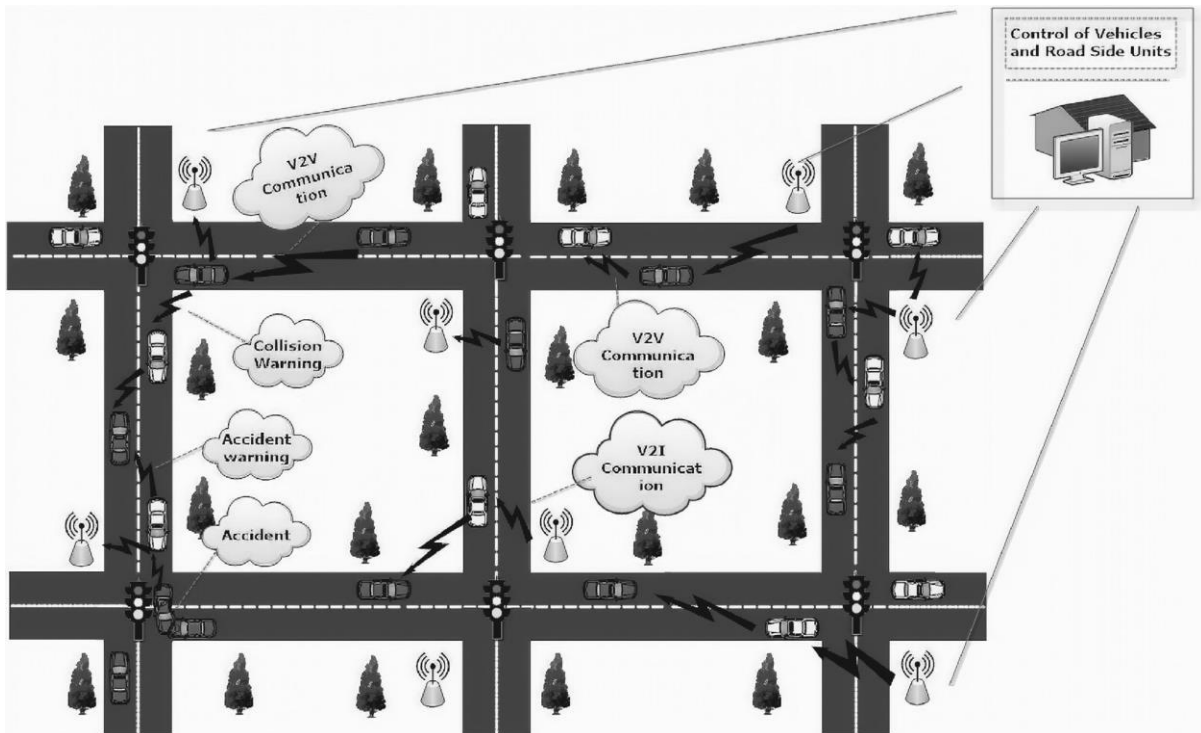 Control of Vehicles
and Road Side Units
V2V
Communica
tion
Collision
Warning
V2V
Communica
tion
Accident
warning
V2I
Communicat
ion
Accident